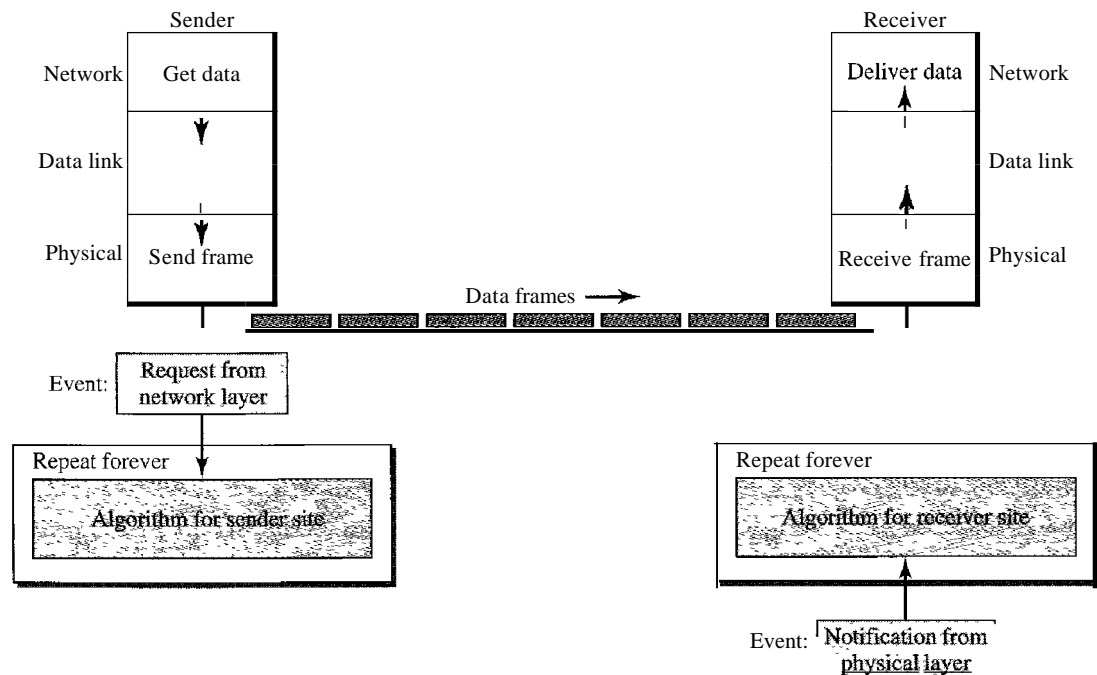 Sender
Receiver
Network
Get data
Deliver data
Network
Data link
Data link
Physical
Send frame
Receive frame
Physical
Data frames
Event:
Request from
network layer
Repeat forever
Algorithm for sender site
Repeat forever
Algorithm for receiver site
Event:
Notification from
physical layer